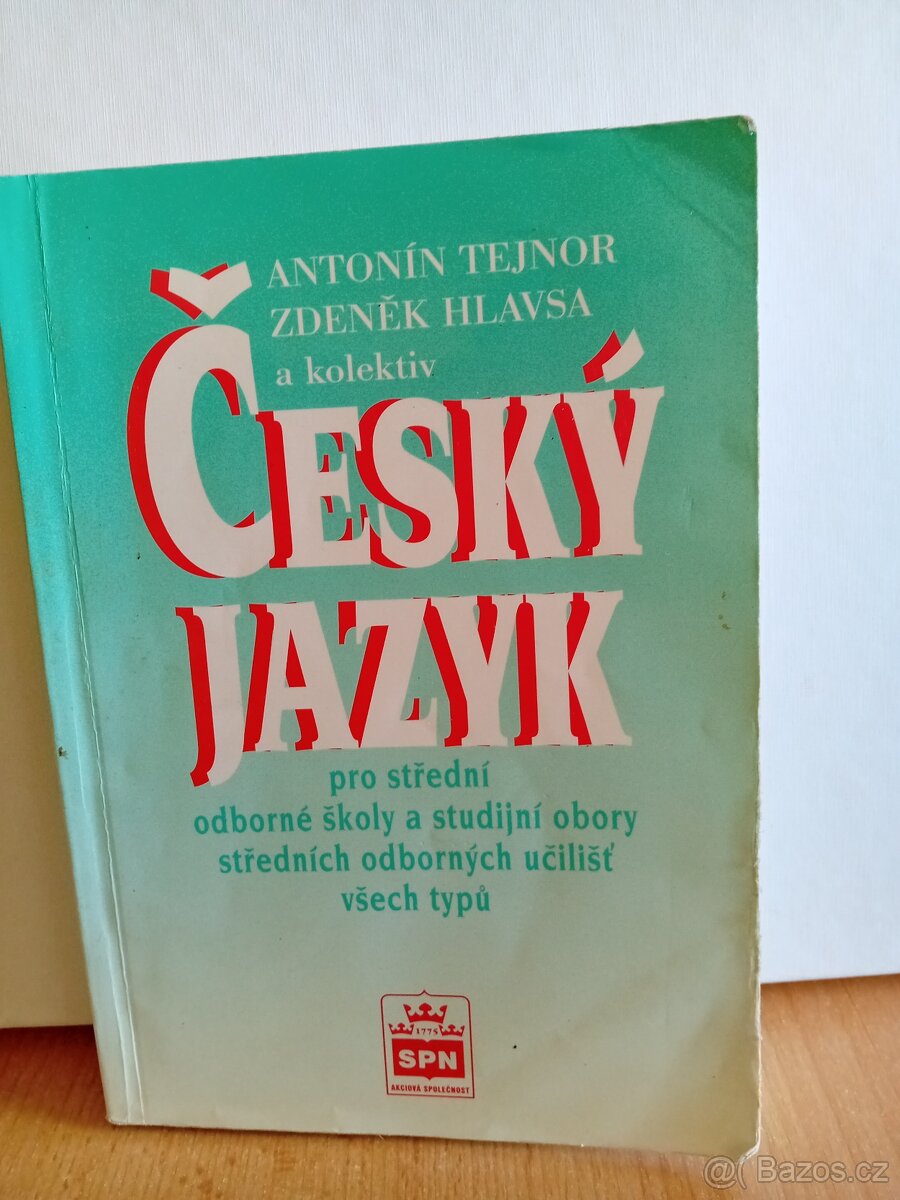 ANTONÍN TEJNOR
ZDENĚK HLAVSA
a kolektiv
ČESKÝ
JAZYK
pro střední
odborné školy a studijní obory
středních odborných učilišť
všech typů
1775
SPN
AKCIOVÁ SPOLEČNOST
@( Bazos.cz